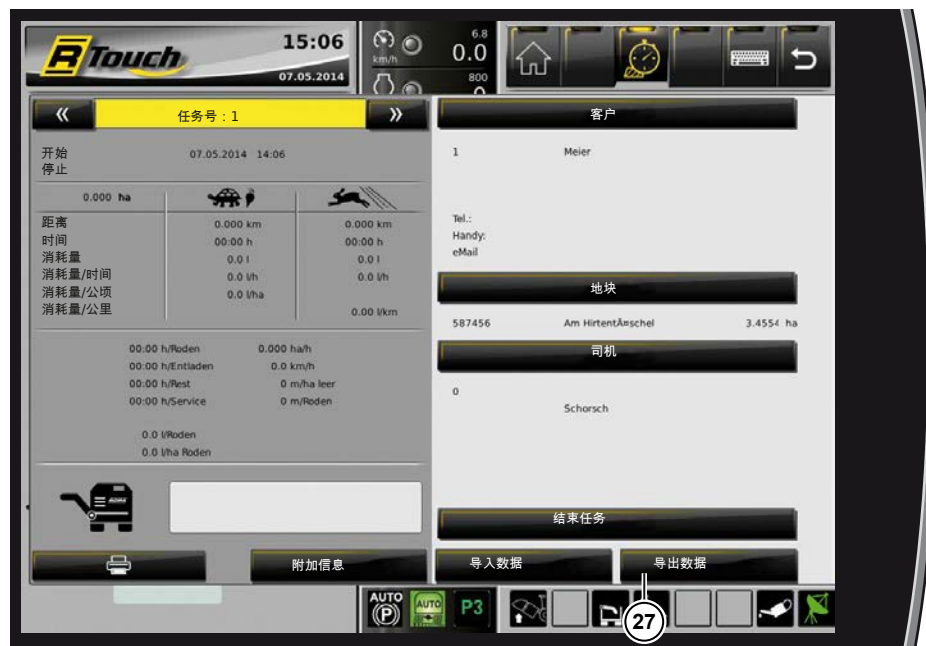 R Touch
15:06
07.05.2014
km/h
6.8
0.0
800
«
任务号：1
»
开始 07.05.2014 14:06
停止
0.000 ha
距离 0.000 km 0.000 km
时间 00:00 h 00:00 h
消耗量 0.0 l 0.0 l
消耗量/时间 0.0 l/h 0.0 l/h
消耗量/公顷 0.0 l/ha
消耗量/公里 0.00 l/km
00:00 h/Roden 0.000 ha/h
00:00 h/Entladen 0.0 km/h
00:00 h/Rest 0 m/ha leer
00:00 h/Service 0 m/Roden
0.0 l/Roden
0.0 l/ha Roden
附加信息
客户
1 Meier
Tel.:
Handy:
eMail
地块
587456 Am HirtentÃ¤schel 3.4554 ha
司机
0
Schorsch
结束任务
导入数据
导出数据
AUTO
P
AUTO
P3
27